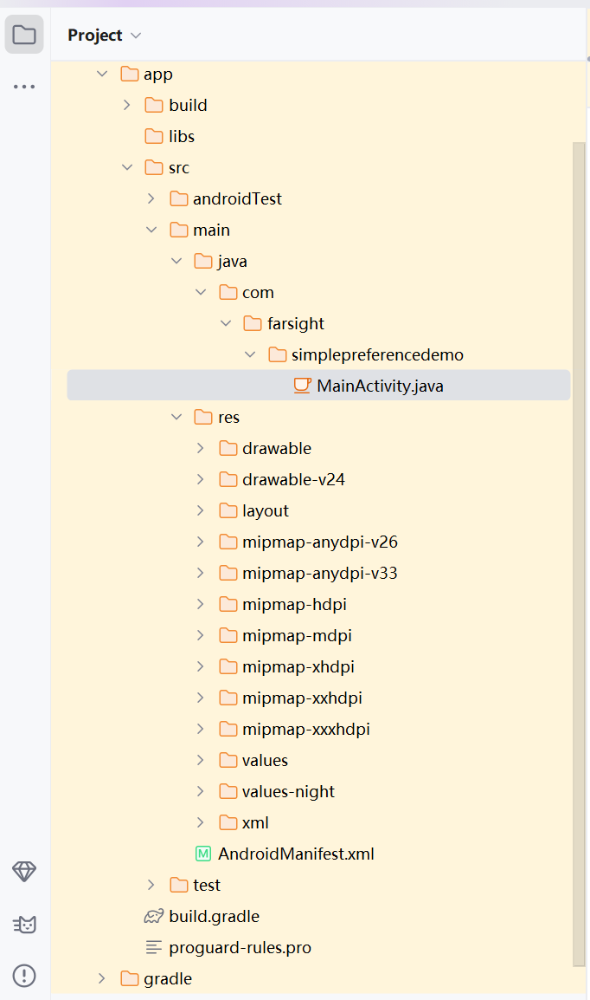 Project
app
build
libs
src
androidTest
main
java
com
farsight
simplepreferencedemo
MainActivity.java
res
drawable
drawable-v24
layout
mipmap-anydpi-v26
mipmap-anydpi-v33
mipmap-hdpi
mipmap-mdpi
mipmap-xhdpi
mipmap-xxhdpi
mipmap-xxxhdpi
values
values-night
xml
AndroidManifest.xml
test
build.gradle
proguard-rules.pro
gradle